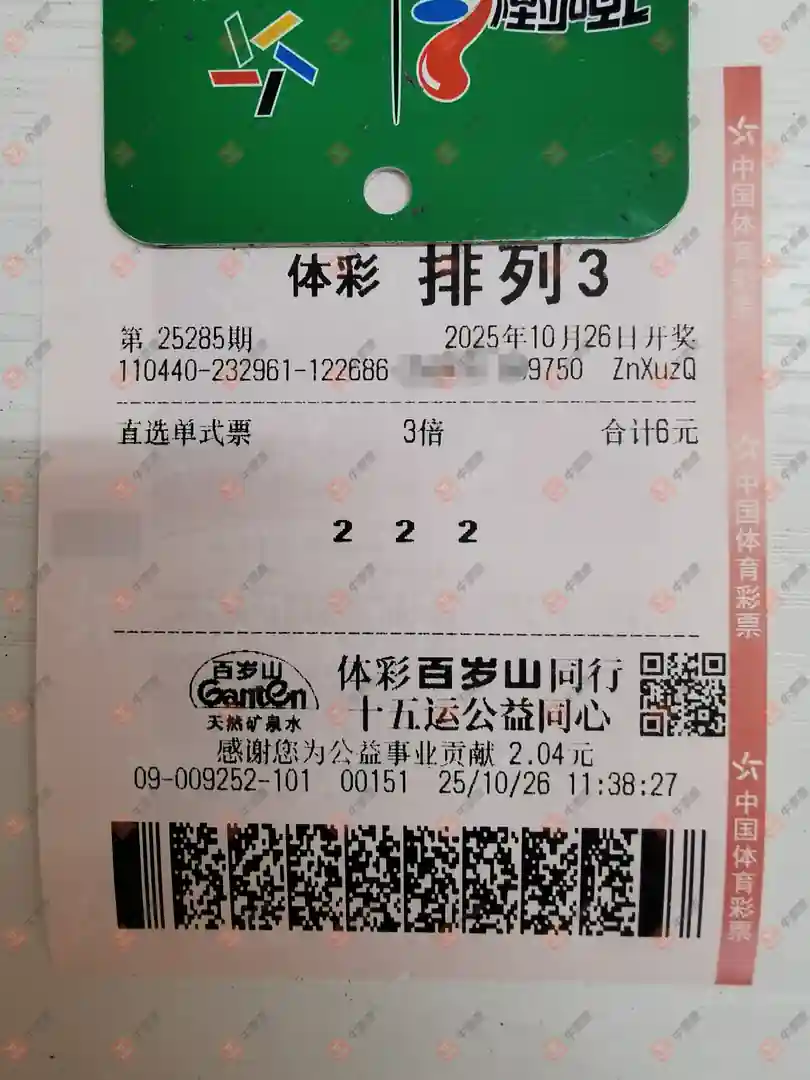 体彩 排列3
第 25285期 2025年10月26日开奖
110440-232961-122686 9750 ZnXuzQ
直选单式票 3倍 合计6元
2 2 2
百岁山
Ganten
天然矿泉水
体彩百岁山同行
十五运公益同心
感谢您为公益事业贡献 2.04元
09-009252-101 00151 25/10/26 11:38:27
中国体育彩票
中国体育彩票
中国体育彩票